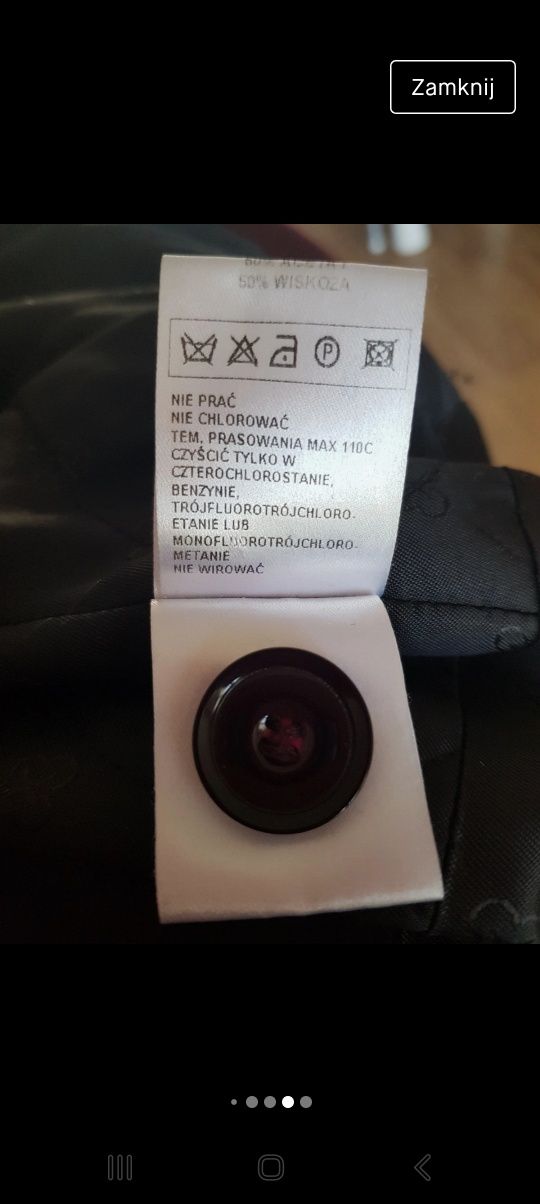 Zamknij
50% WISKOZA
P
NIE PRAĆ
NIE CHLOROWAĆ
TEM. PRASOWANIA MAX 110C
CZYŚCIĆ TYLKO W
CZTEROCHLOROSTANIE,
BENZYNIE,
TRÓJFLUOROTRÓJCHLORO-
ETANIE LUB
MONOFLUOROTRÓJCHLORO-
METANIE
NIE WIROWAĆ